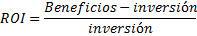 ROI = Beneficios − inversión / inversión